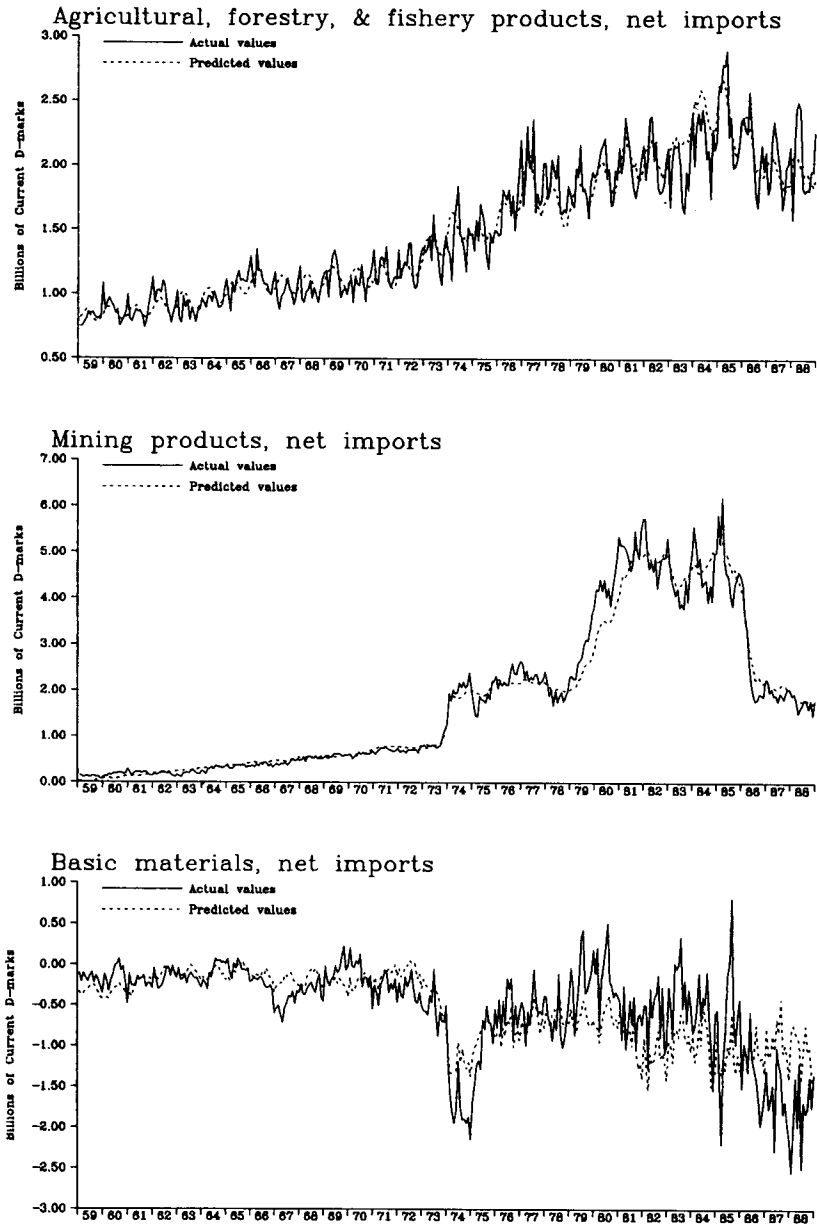 Agricultural, forestry, & fishery products, net imports
3.00
Actual values
Predicted values
2.50
2.00
Billions of Current D-marks
1.50
1.00
0.50
59 60 61 62 63 64 65 66 67 68 69 70 71 72 73 74 75 76 77 78 79 80 81 82 83 84 85 86 87 88
Mining products, net imports
7.00
Actual values
Predicted values
6.00
5.00
Billions of Current D-marks
4.00
3.00
2.00
1.00
0.00
59 60 61 62 63 64 65 66 67 68 69 70 71 72 73 74 75 76 77 78 79 80 81 82 83 84 85 86 87 88
Basic materials, net imports
1.00
Actual values
Predicted values
0.50
0.00
Billions of Current D-marks
-0.50
-1.00
-1.50
-2.00
-2.50
-3.00
59 60 61 62 63 64 65 66 67 68 69 70 71 72 73 74 75 76 77 78 79 80 81 82 83 84 85 86 87 88